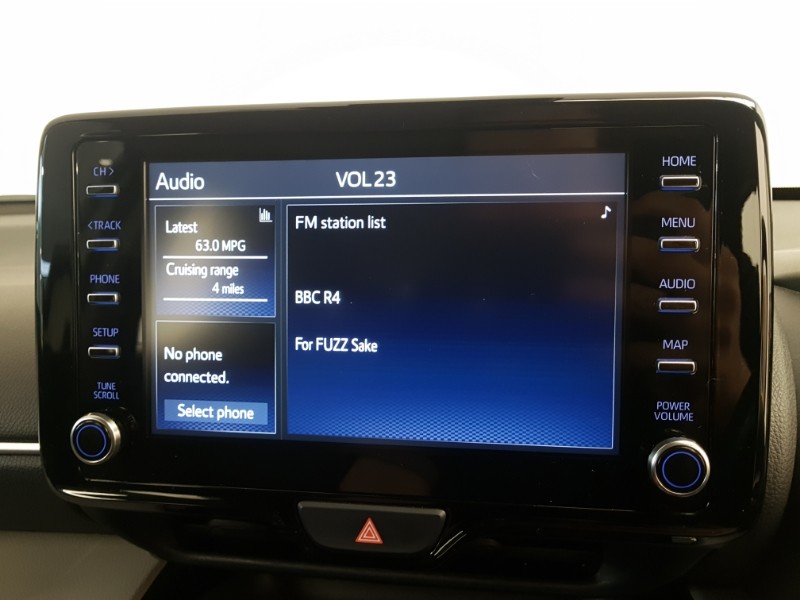 CH >
<TRACK
PHONE
SETUP
TUNE
SCROLL
Audio
VOL 23
Latest
63.0 MPG
Cruising range
4 miles
No phone
connected.
Select phone
FM station list
BBC R4
For FUZZ Sake
HOME
MENU
AUDIO
MAP
POWER
VOLUME